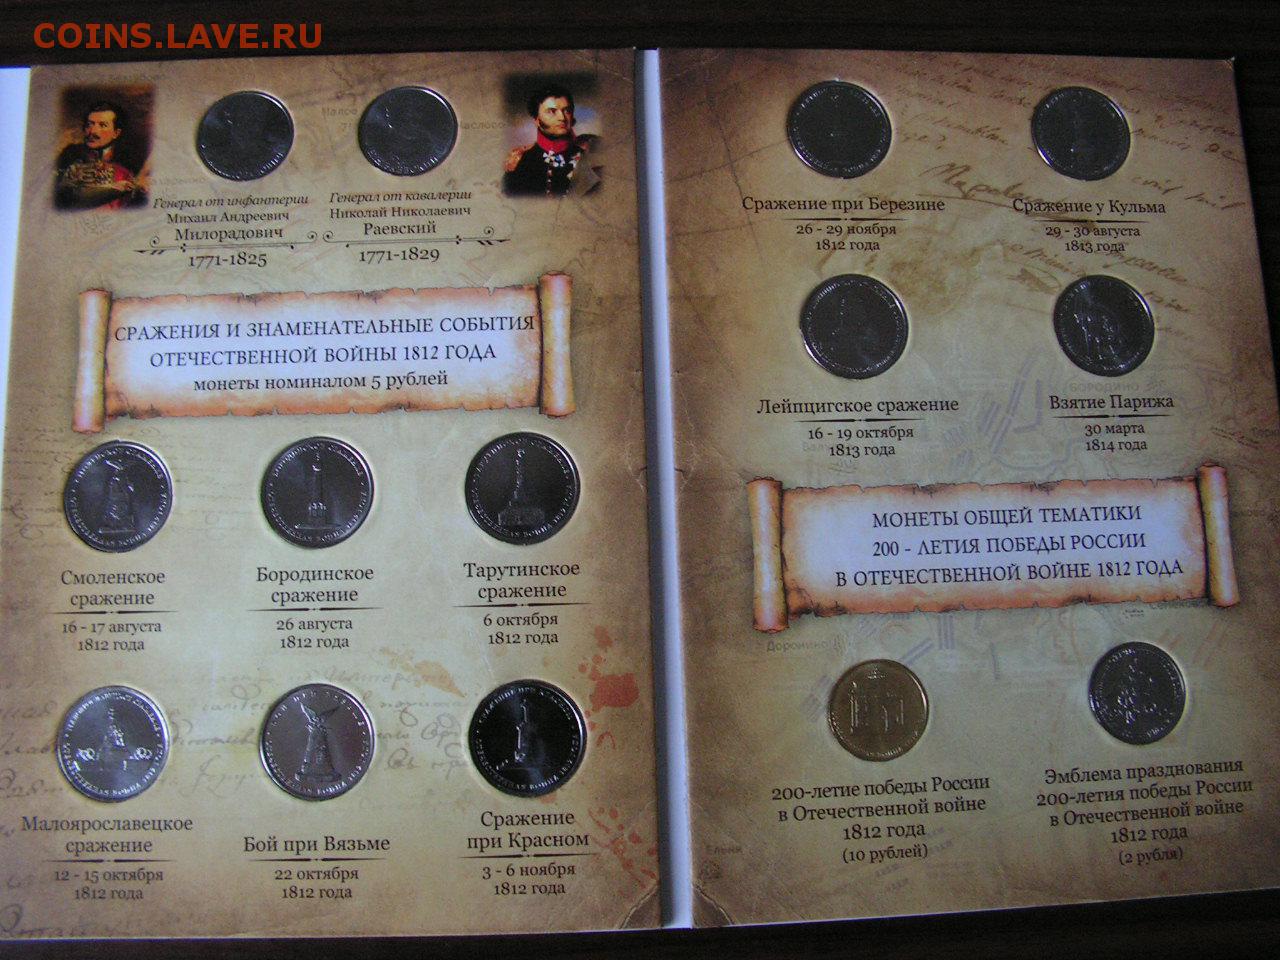 COINS.LAVE.RU
Генерал от инфантерии
Михаил Андреевич
Милорадович
1771-1825
Генерал от кавалерии
Николай Николаевич
Раевский
1771-1829
СРАЖЕНИЯ И ЗНАМЕНАТЕЛЬНЫЕ СОБЫТИЯ
ОТЕЧЕСТВЕННОЙ ВОЙНЫ 1812 ГОДА
монеты номиналом 5 рублей
Смоленское
сражение
16 - 17 августа
1812 года
Бородинское
сражение
26 августа
1812 года
Тарутинское
сражение
6 октября
1812 года
Малоярославецкое
сражение
12 - 15 октября
1812 года
Бой при Вязьме
22 октября
1812 года
Сражение
при Красном
3 - 6 ноября
1812 года
Сражение при Березине
26 - 29 ноября
1812 года
Сражение у Кульма
29 - 30 августа
1813 года
Лейпцигское сражение
16 - 19 октября
1813 года
Взятие Парижа
30 марта
1814 года
БОРОДИНО
МОНЕТЫ ОБЩЕЙ ТЕМАТИКИ
200 - ЛЕТИЯ ПОБЕДЫ РОССИИ
В ОТЕЧЕСТВЕННОЙ ВОЙНЕ 1812 ГОДА
Доронино
200-летие победы России
в Отечественной войне
1812 года
(10 рублей)
Эмблема празднования
200-летия победы России
в Отечественной войне
1812 года
(2 рубля)